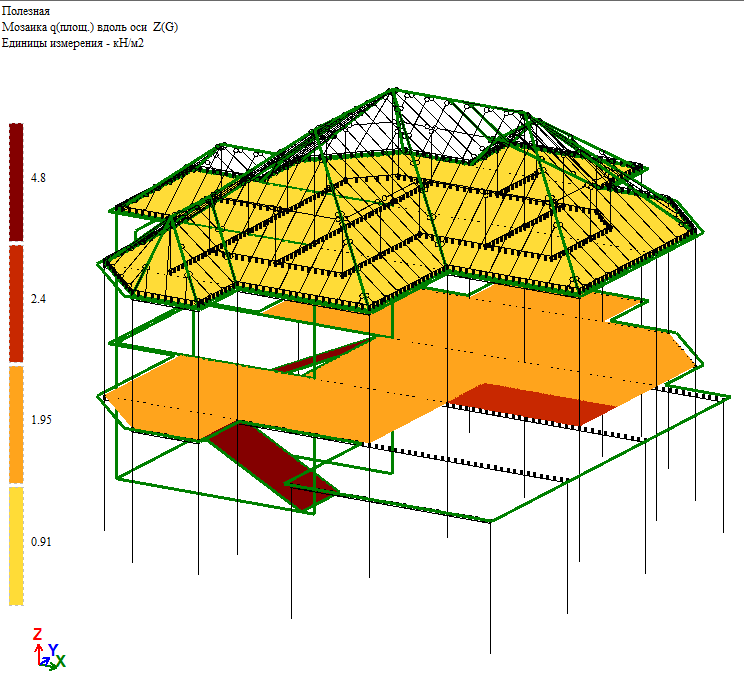 Полезная
Мозаика q(площ.) вдоль оси Z(G)
Единицы измерения - кН/м2
4.8
2.4
1.95
0.91
Z
Y
X